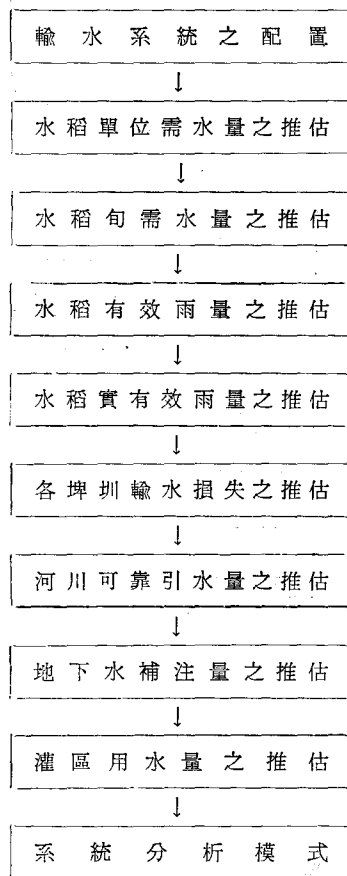 輸水系統之配置
↓
水稻單位需水量之推估
↓
水稻旬需水量之推估
↓
水稻有效雨量之推估
↓
水稻實有效雨量之推估
↓
各埤圳輸水損失之推估
↓
河川可靠引水量之推估
↓
地下水補注量之推估
↓
灌區用水量之推估
↓
系統分析模式